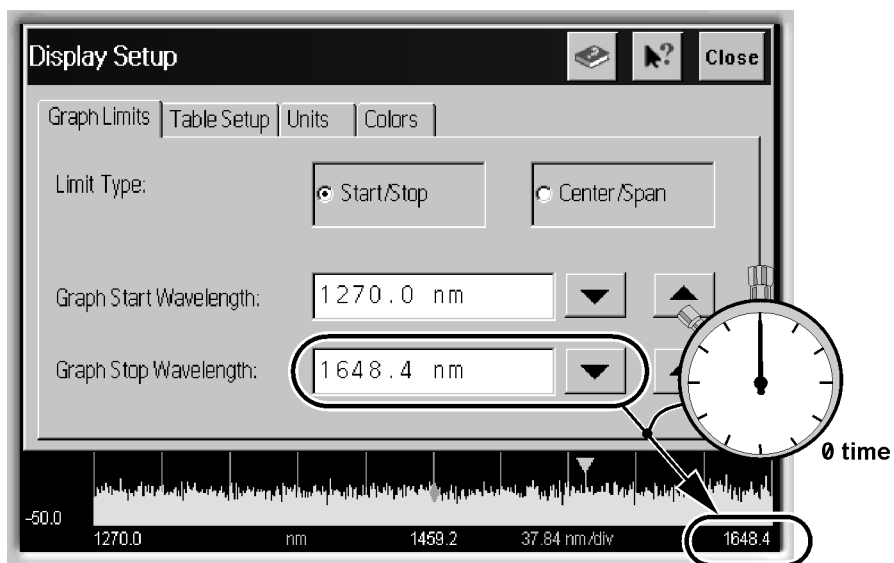 Display Setup ? ? Close
Graph Limits Table Setup Units Colors
Limit Type: Start/Stop Center/Span
Graph Start Wavelength: 1270.0 nm
Graph Stop Wavelength: 1648.4 nm
0 time
-50.0
1270.0 nm 1459.2 37.84 nm/div 1648.4